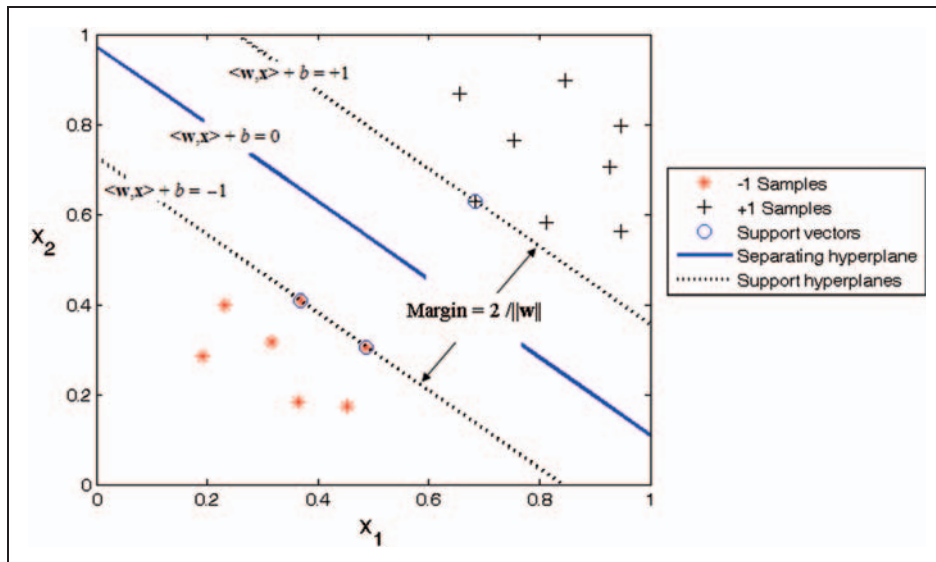 1
0.8
0.6
0.4
0.2
0
0
0.2
0.4
0.6
0.8
1
X2
X1
<w,x> + b = +1
<w,x> + b = 0
<w,x> + b = −1
Margin = 2 /||w||
-1 Samples
+1 Samples
Support vectors
Separating hyperplane
Support hyperplanes